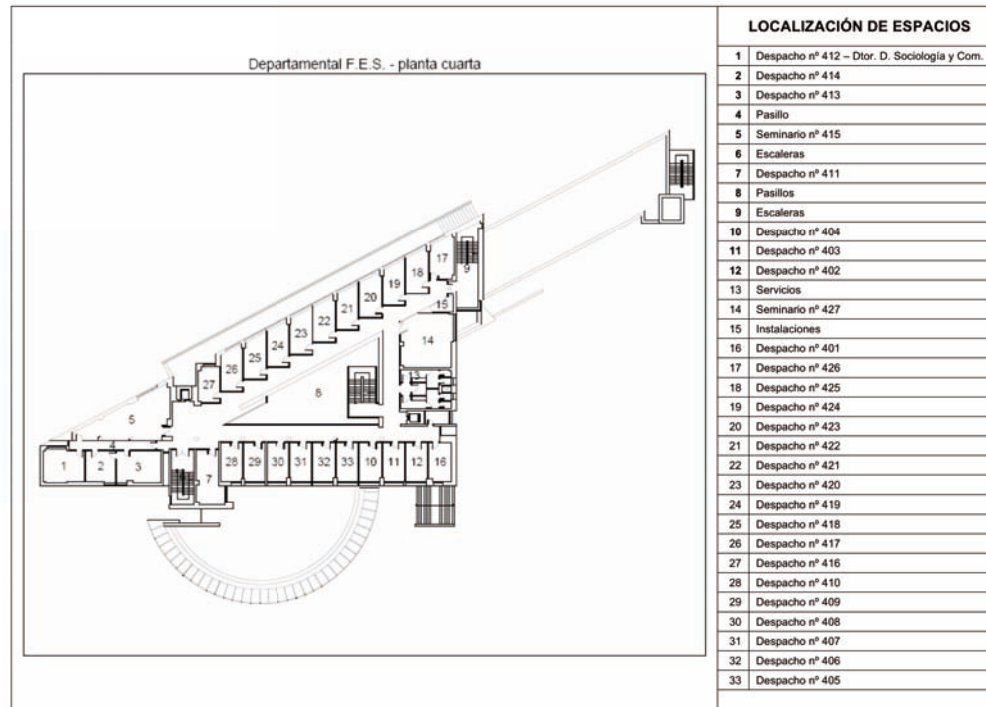 Departamental F.E.S. - planta cuarta
5
4
1
2
3
7
27
26
25
24
23
22
21
20
19
18
17
9
15
14
13
8
28
29
30
31
32
33
10
11
12
16
LOCALIZACIÓN DE ESPACIOS
1 Despacho nº 412 – Dtor. D. Sociología y Com.
2 Despacho nº 414
3 Despacho nº 413
4 Pasillo
5 Seminario nº 415
6 Escaleras
7 Despacho nº 411
8 Pasillos
9 Escaleras
10 Despacho nº 404
11 Despacho nº 403
12 Despacho nº 402
13 Servicios
14 Seminario nº 427
15 Instalaciones
16 Despacho nº 401
17 Despacho nº 426
18 Despacho nº 425
19 Despacho nº 424
20 Despacho nº 423
21 Despacho nº 422
22 Despacho nº 421
23 Despacho nº 420
24 Despacho nº 419
25 Despacho nº 418
26 Despacho nº 417
27 Despacho nº 416
28 Despacho nº 410
29 Despacho nº 409
30 Despacho nº 408
31 Despacho nº 407
32 Despacho nº 406
33 Despacho nº 405